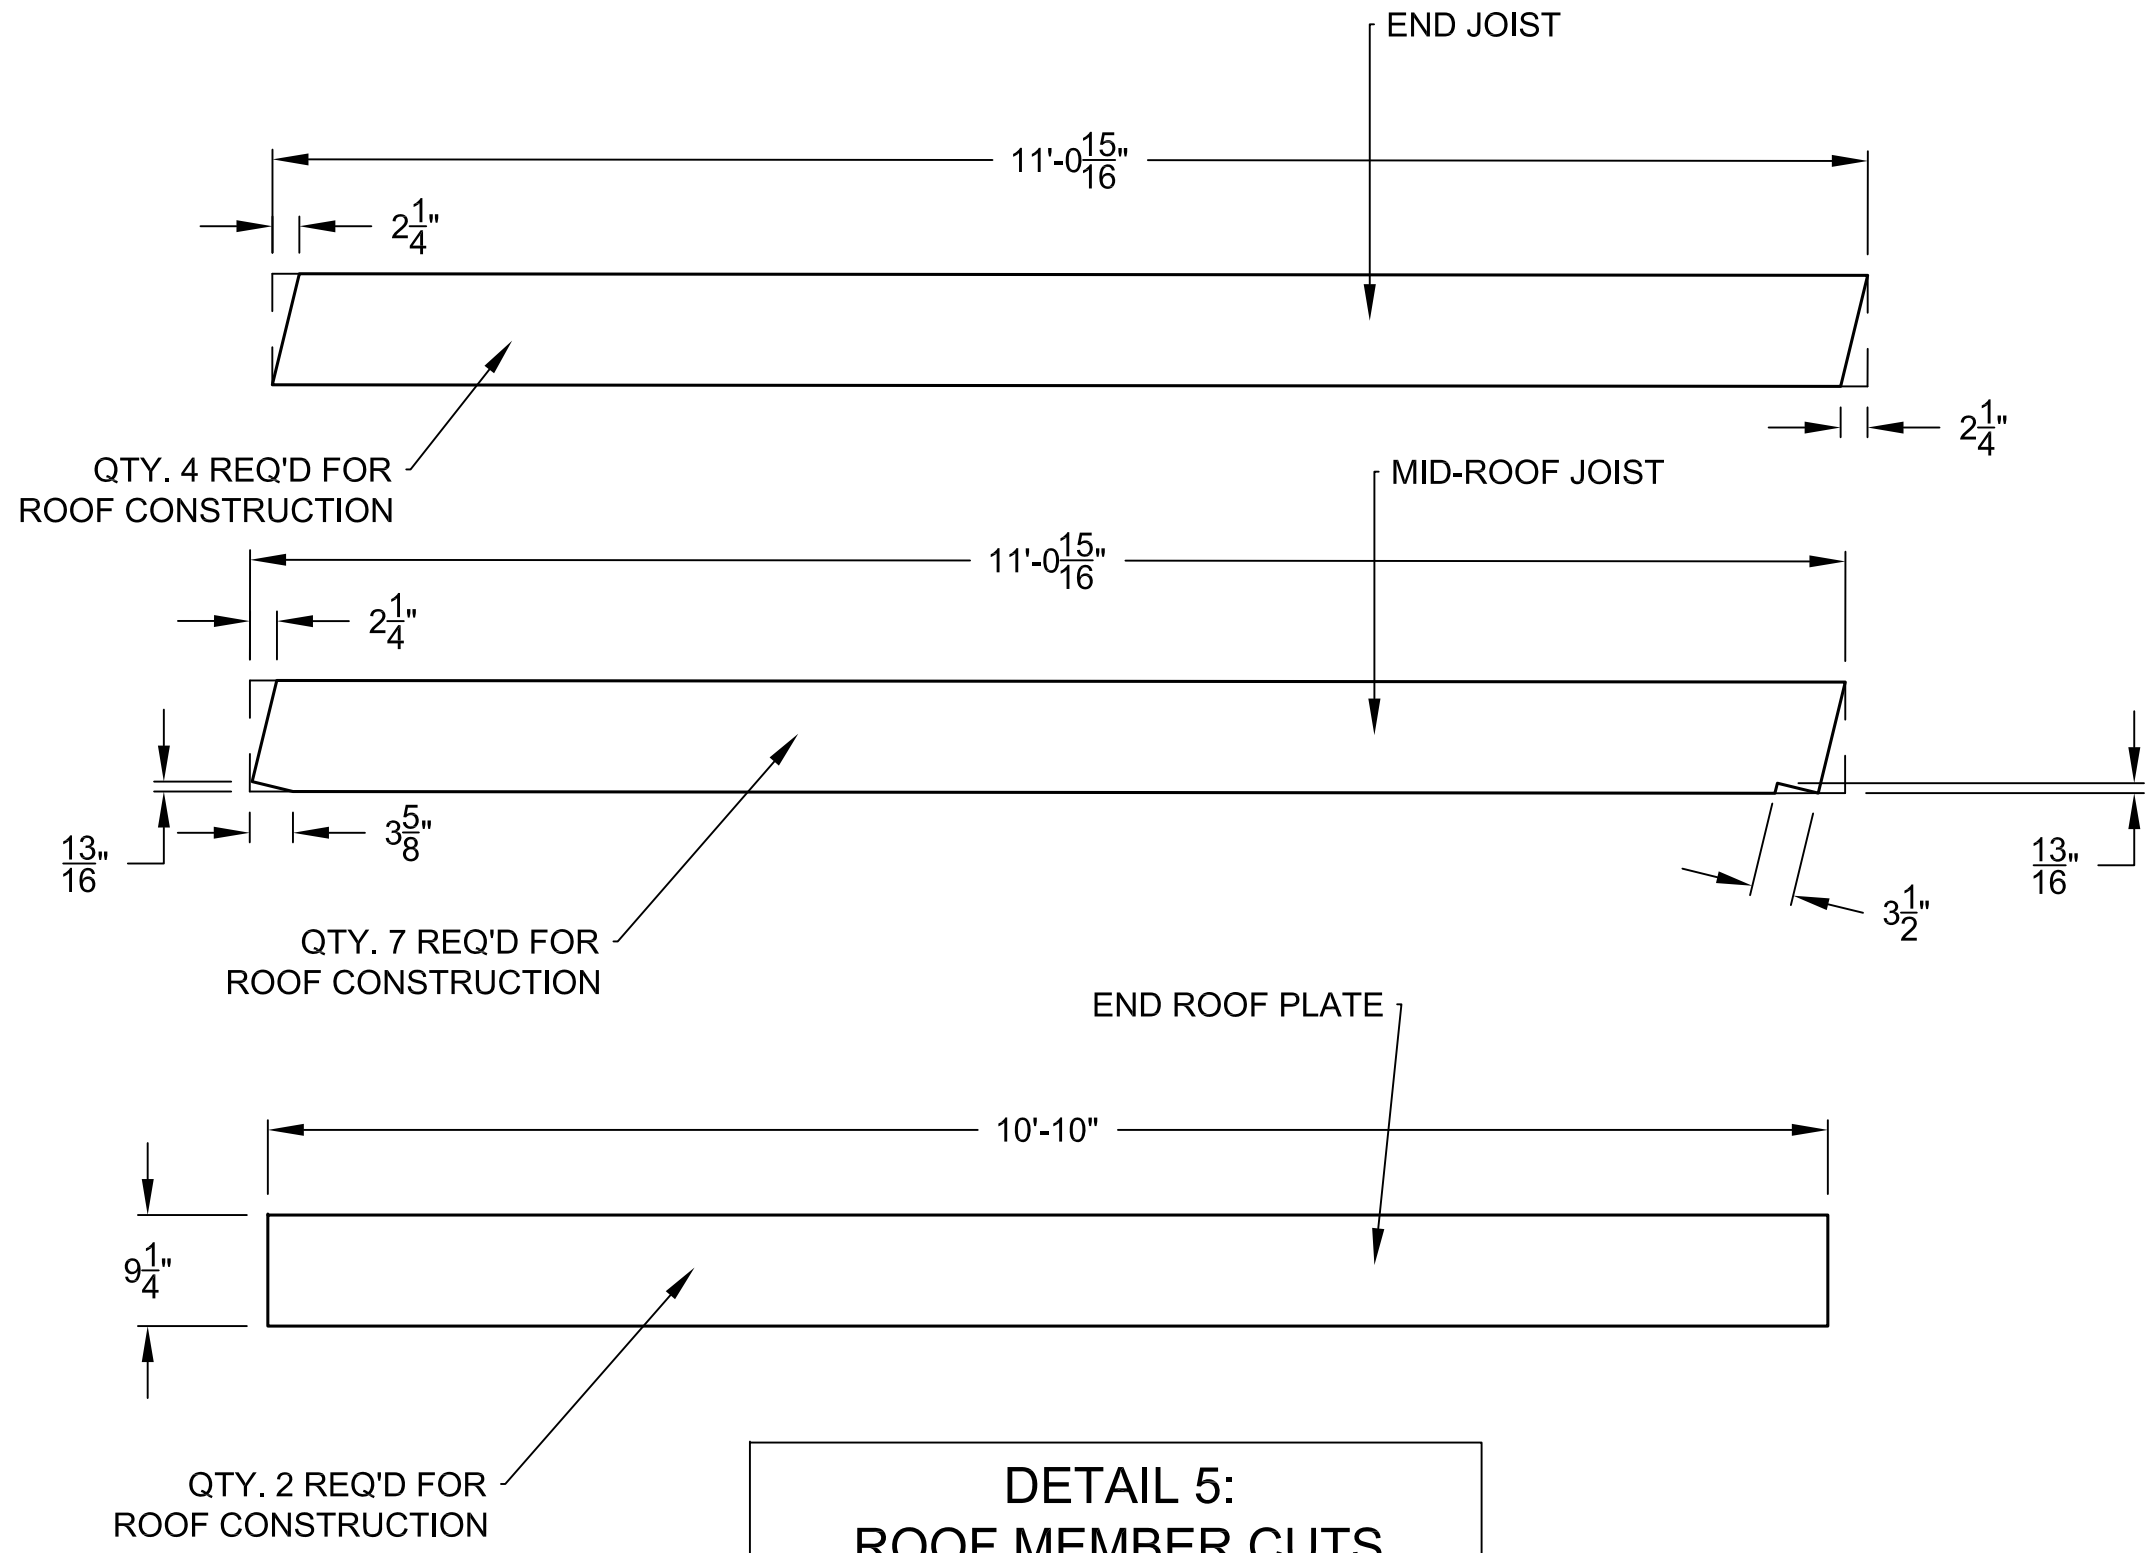 END JOIST
11'-0 15/16"
2 1/4"
2 1/4"
QTY. 4 REQ'D FOR
ROOF CONSTRUCTION
MID-ROOF JOIST
11'-0 15/16"
2 1/4"
13/16"
3 5/8"
13/16"
3 1/2"
QTY. 7 REQ'D FOR
ROOF CONSTRUCTION
END ROOF PLATE
10'-10"
9 1/4"
QTY. 2 REQ'D FOR
ROOF CONSTRUCTION
DETAIL 5:
ROOF MEMBER CUTS